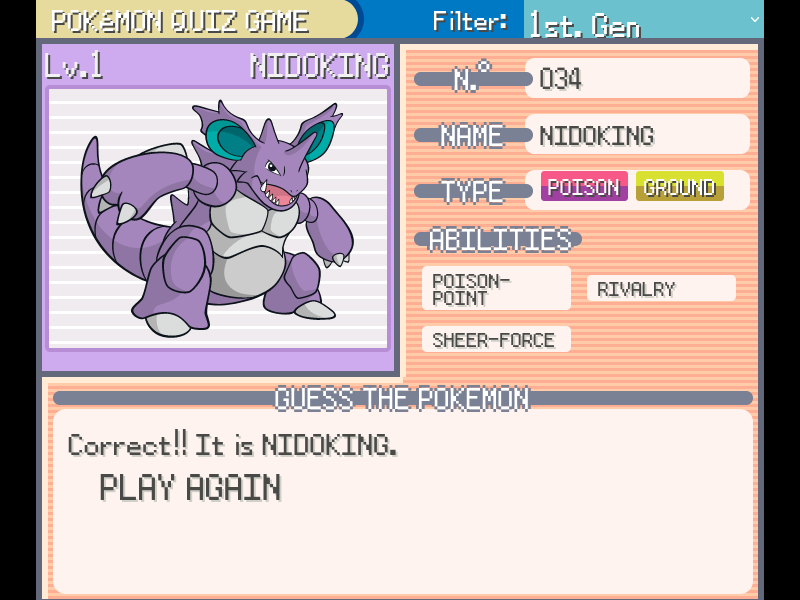 POKéMON QUIZ GAME
Filter: 1st. Gen
Lv.1 NIDOKING
N.° 034
NAME NIDOKING
TYPE POISON GROUND
ABILITIES
POISON-
POINT
RIVALRY
SHEER-FORCE
GUESS THE POKEMON
Correct!! It is NIDOKING.
PLAY AGAIN